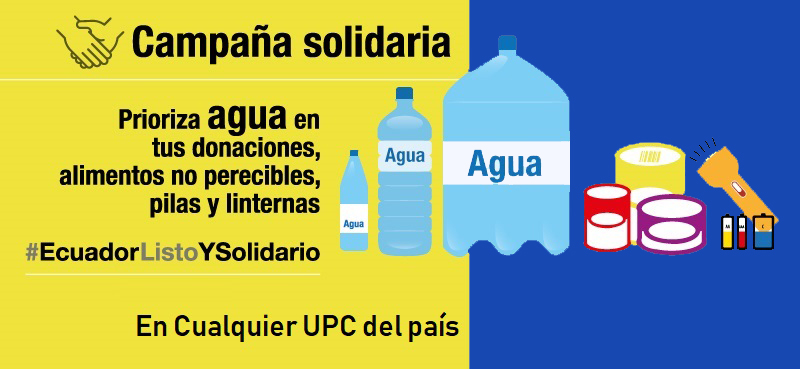 Campaña solidaria
Prioriza agua en
tus donaciones,
alimentos no perecibles,
pilas y linternas
#EcuadorListoYSolidario
En Cualquier UPC del país
Agua
Agua
Agua